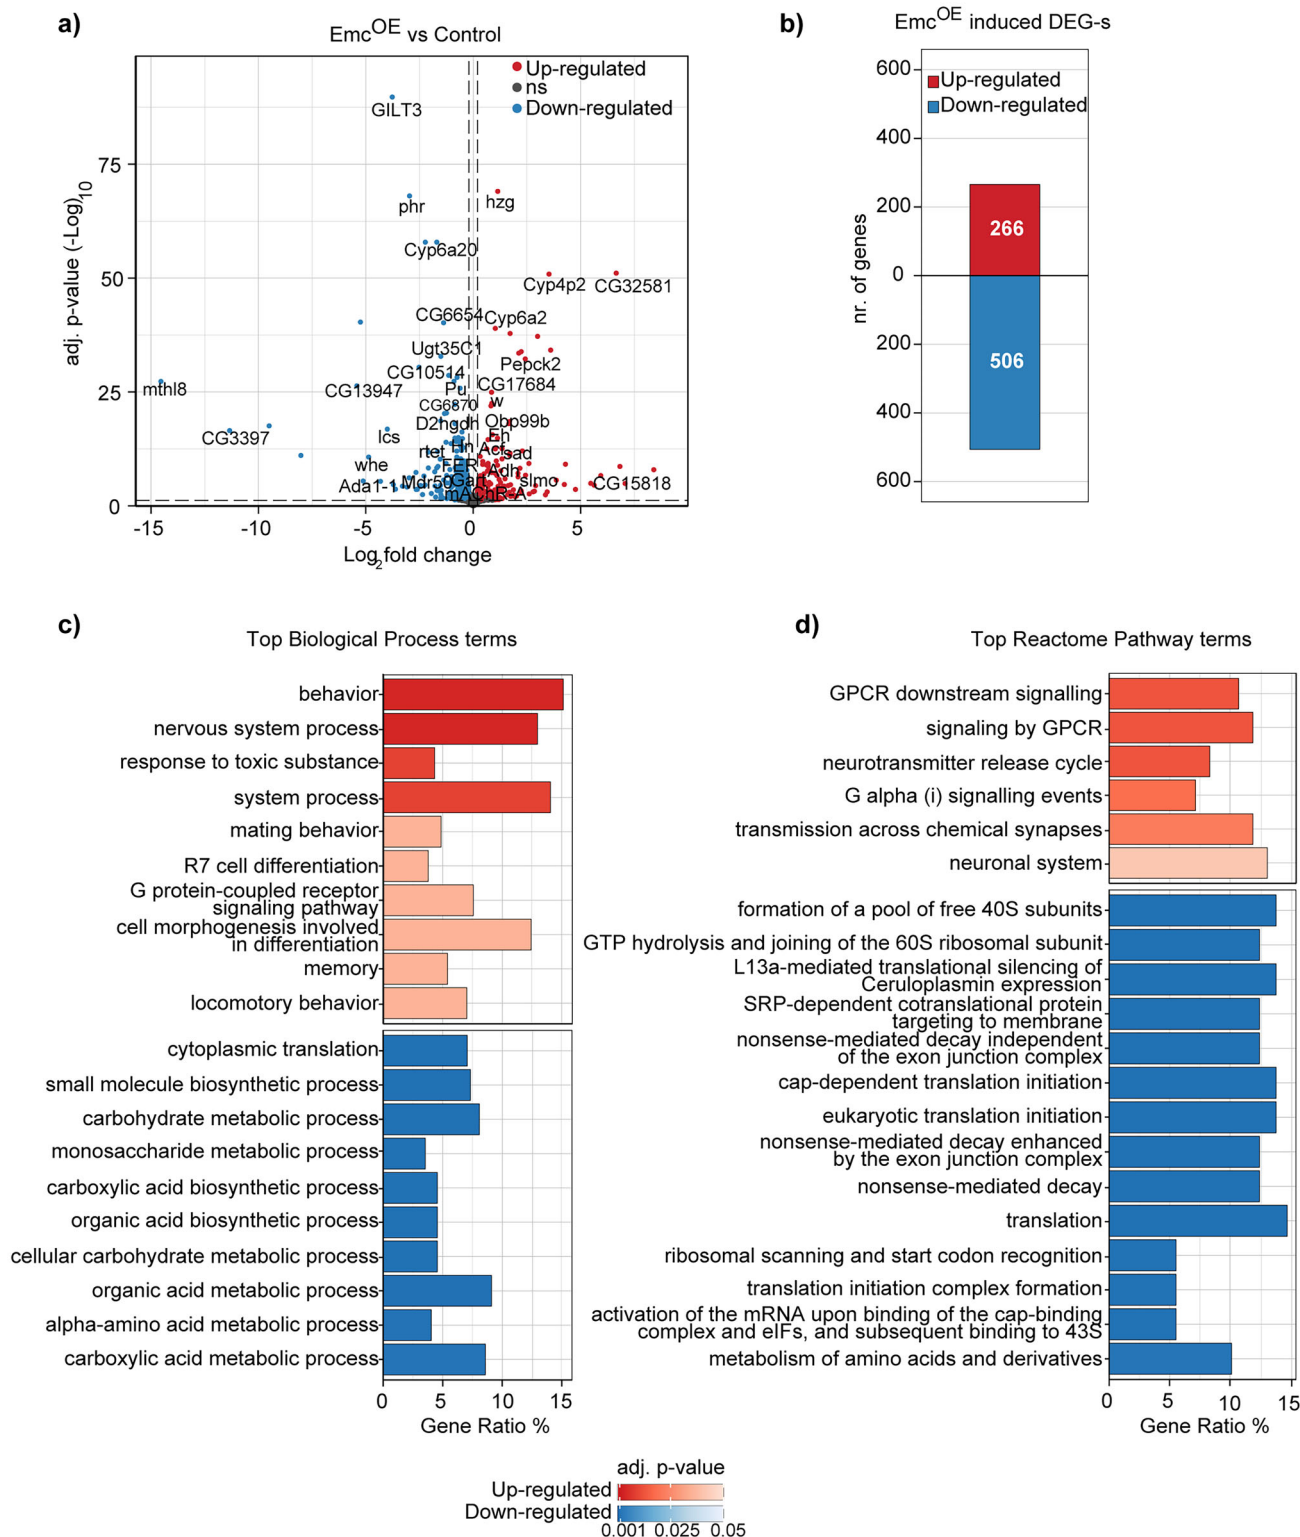 a)
Emc^OE vs Control
Up-regulated
ns
Down-regulated
GILT3
phr
hzg
Cyp6a20
Cyp4p2
CG32581
CG6654
Cyp6a2
Ugt35C1
Pepck2
CG10514
CG17684
mthl8
CG13947
Pu
w
CG6870
CG3397
lcs
D2hgdh
Obp99b
Eh
rtet
Hn
Acf
sad
whe
FER
Adh
Ada1-1
Mdr50
Gart
slmo
CG15818
mAChR-A
75
50
25
0
-15
-10
-5
0
5
adj. p-value (-Log)10
Log2fold change
b)
Emc^OE induced DEG-s
Up-regulated
Down-regulated
600
400
200
0
200
400
600
266
506
nr. of genes
c)
Top Biological Process terms
behavior
nervous system process
response to toxic substance
system process
mating behavior
R7 cell differentiation
G protein-coupled receptor
signaling pathway
cell morphogenesis involved
in differentiation
memory
locomotory behavior
cytoplasmic translation
small molecule biosynthetic process
carbohydrate metabolic process
monosaccharide metabolic process
carboxylic acid biosynthetic process
organic acid biosynthetic process
cellular carbohydrate metabolic process
organic acid metabolic process
alpha-amino acid metabolic process
carboxylic acid metabolic process
0 5 10 15
Gene Ratio %
d)
Top Reactome Pathway terms
GPCR downstream signalling
signaling by GPCR
neurotransmitter release cycle
G alpha (i) signalling events
transmission across chemical synapses
neuronal system
formation of a pool of free 40S subunits
GTP hydrolysis and joining of the 60S ribosomal subunit
L13a-mediated translational silencing of
Ceruloplasmin expression
SRP-dependent cotranslational protein
targeting to membrane
nonsense-mediated decay independent
of the exon junction complex
cap-dependent translation initiation
eukaryotic translation initiation
nonsense-mediated decay enhanced
by the exon junction complex
nonsense-mediated decay
translation
ribosomal scanning and start codon recognition
translation initiation complex formation
activation of the mRNA upon binding of the cap-binding
complex and eIFs, and subsequent binding to 43S
metabolism of amino acids and derivatives
0 5 10 15
Gene Ratio %
adj. p-value
Up-regulated
Down-regulated
0.001 0.025 0.05